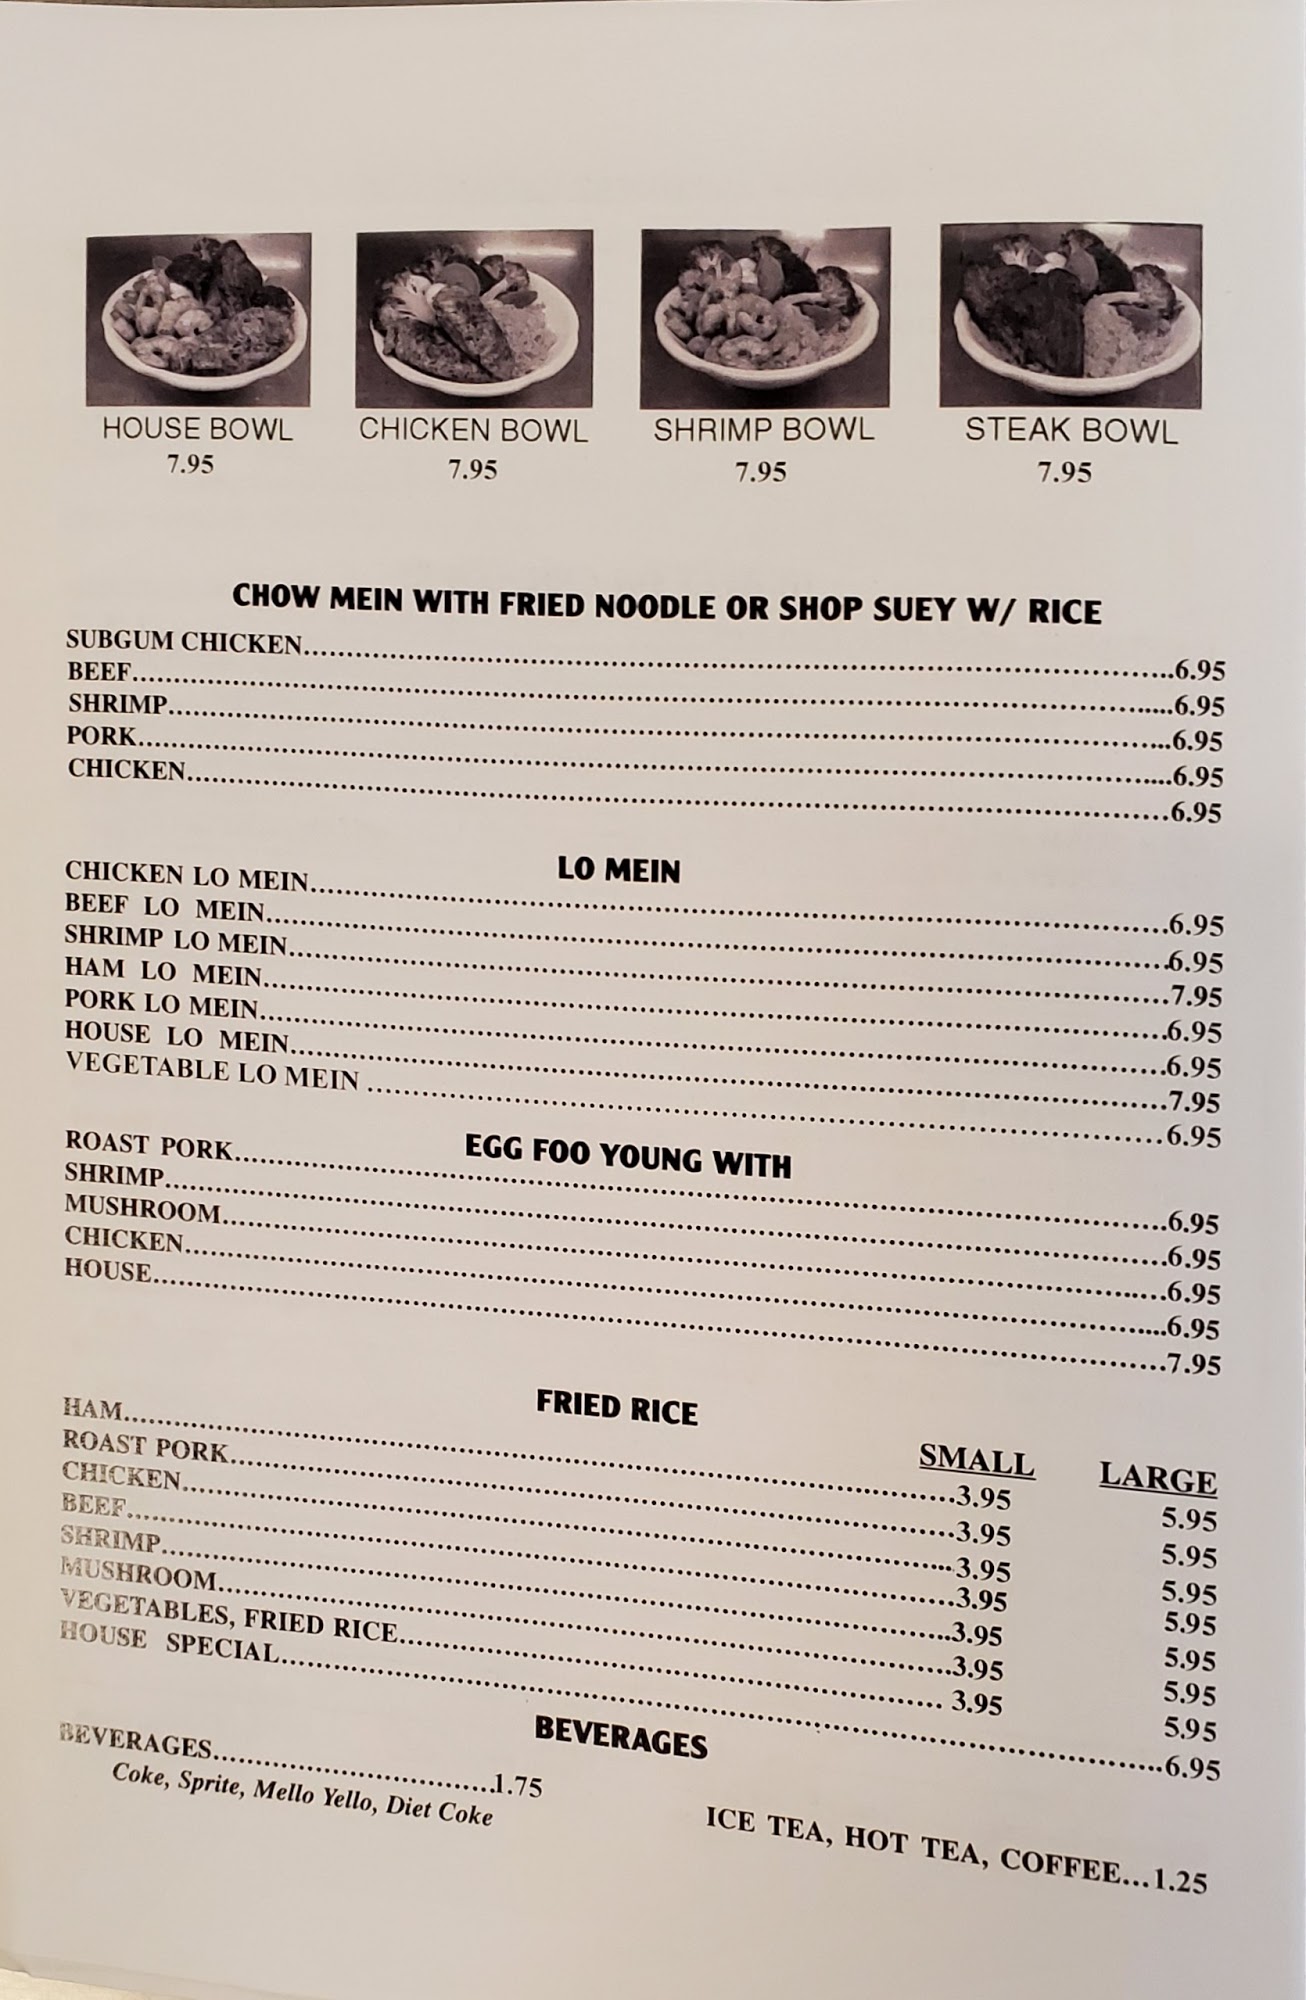 HOUSE BOWL CHICKEN BOWL SHRIMP BOWL STEAK BOWL
7.95 7.95 7.95 7.95
CHOW MEIN WITH FRIED NOODLE OR SHOP SUEY W/ RICE
SUBGUM CHICKEN 6.95
BEEF 6.95
SHRIMP 6.95
PORK 6.95
CHICKEN 6.95
LO MEIN
CHICKEN LO MEIN 6.95
BEEF LO MEIN 6.95
SHRIMP LO MEIN 7.95
HAM LO MEIN 6.95
PORK LO MEIN 6.95
HOUSE LO MEIN 7.95
VEGETABLE LO MEIN 6.95
EGG FOO YOUNG WITH
ROAST PORK 6.95
SHRIMP 6.95
MUSHROOM 6.95
CHICKEN 6.95
HOUSE 7.95
FRIED RICE
SMALL LARGE
HAM 3.95 5.95
ROAST PORK 3.95 5.95
CHICKEN 3.95 5.95
BEEF 3.95 5.95
SHRIMP 3.95 5.95
MUSHROOM 3.95 5.95
VEGETABLES, FRIED RICE 3.95 5.95
HOUSE SPECIAL 6.95
BEVERAGES
BEVERAGES 1.75
Coke, Sprite, Mello Yello, Diet Coke
ICE TEA, HOT TEA, COFFEE...1.25